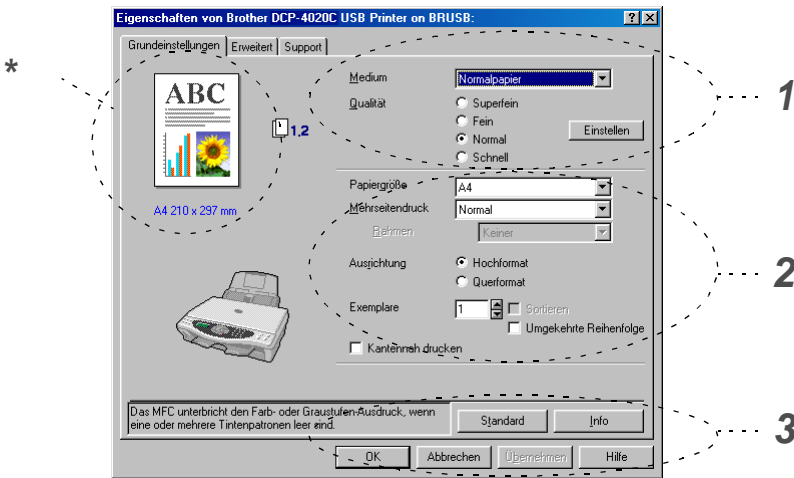 Eigenschaften von Brother DCP-4020C USB Printer on BRUSB:
Grundeinstellungen Erweitert Support
*
ABC
1,2
A4 210 x 297 mm
Medium Normalpapier
Qualität Superfein
Fein
Normal
Schnell
Einstellen
1
Papiergröße A4
Mehrseitendruck Normal
Rahmen Keiner
Ausrichtung Hochformat
Querformat
Exemplare 1 Sortieren
Umgekehrte Reihenfolge
Kantennah drucken
2
Das MFC unterbricht den Farb- oder Graustufen-Ausdruck, wenn
eine oder mehrere Tintenpatronen leer sind.
Standard Info
3
OK Abbrechen Übernehmen Hilfe